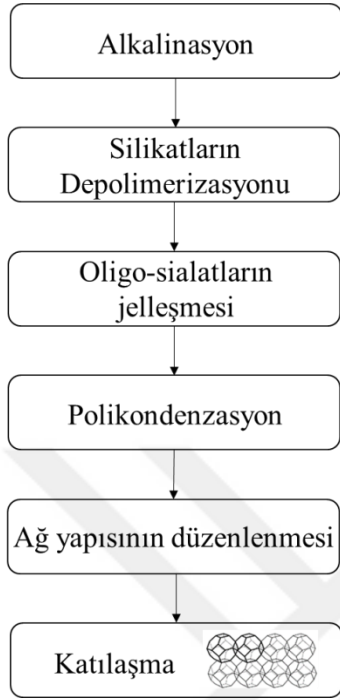 Alkalinasyon
Silikatların
Depolimerizasyonu
Oligo-sialatların
jelleşmesi
Polikondenzasyon
Ağ yapısının düzenlenmesi
Katılaşma